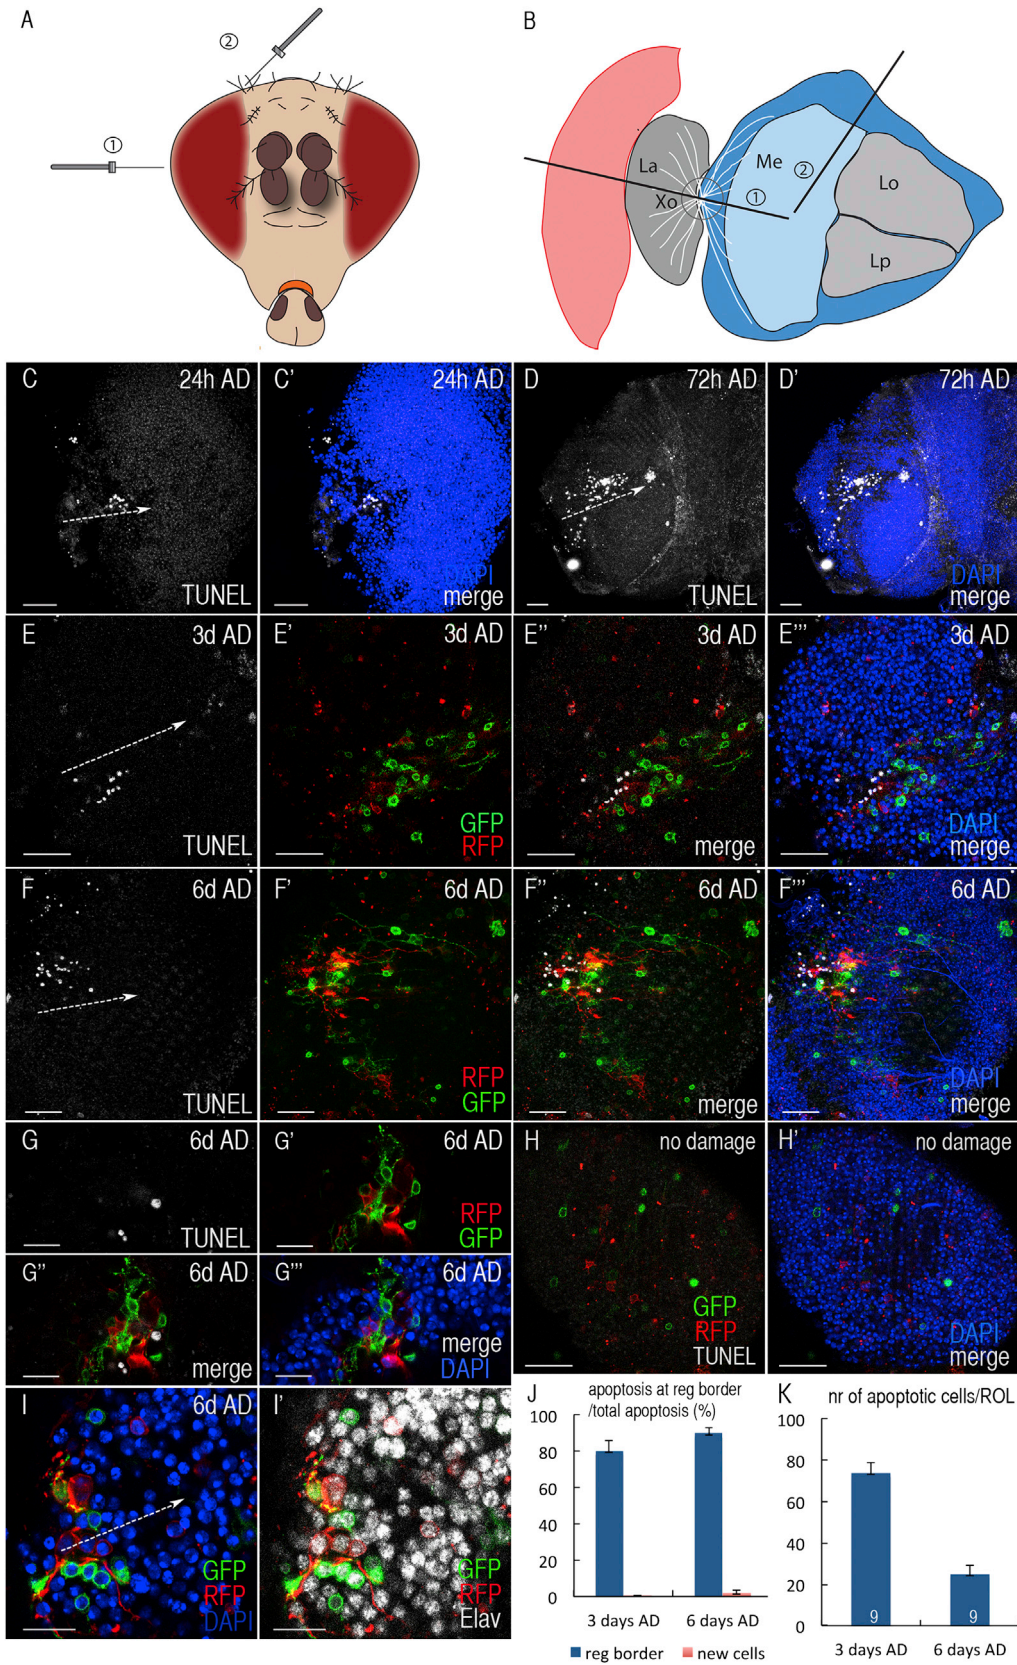 A
②
①
B
La
Me
②
Lo
Xo
①
Lp
C
24h AD
TUNEL
C'
24h AD
DAPI
merge
D
72h AD
TUNEL
D'
72h AD
DAPI
merge
E
3d AD
TUNEL
E'
3d AD
GFP
RFP
E''
3d AD
merge
E'''
3d AD
DAPI
merge
F
6d AD
TUNEL
F'
6d AD
RFP
GFP
F''
6d AD
merge
F'''
6d AD
DAPI
merge
G
6d AD
TUNEL
G'
6d AD
RFP
GFP
G''
6d AD
merge
G'''
6d AD
merge
DAPI
H
no damage
GFP
RFP
TUNEL
H'
no damage
DAPI
merge
I
6d AD
GFP
RFP
DAPI
I'
GFP
RFP
Elav
J
apoptosis at reg border
/total apoptosis (%)
100
80
60
40
20
0
3 days AD
6 days AD
reg border
new cells
K
nr of apoptotic cells/ROL
100
80
60
40
20
0
9
9
3 days AD
6 days AD